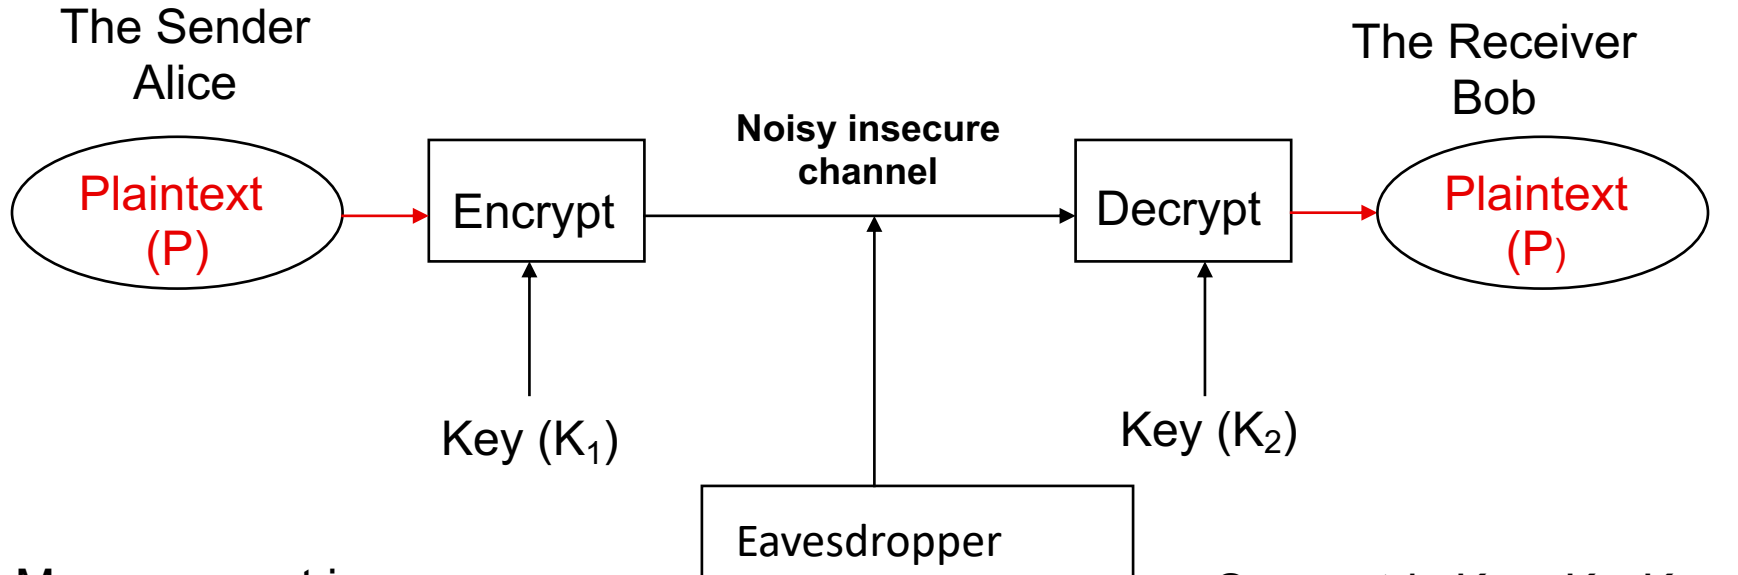 The Sender
Alice
The Receiver
Bob
Noisy insecure
channel
Plaintext
(P)
Encrypt
Decrypt
Plaintext
(P)
Key (K₁)
Key (K₂)
Eavesdropper